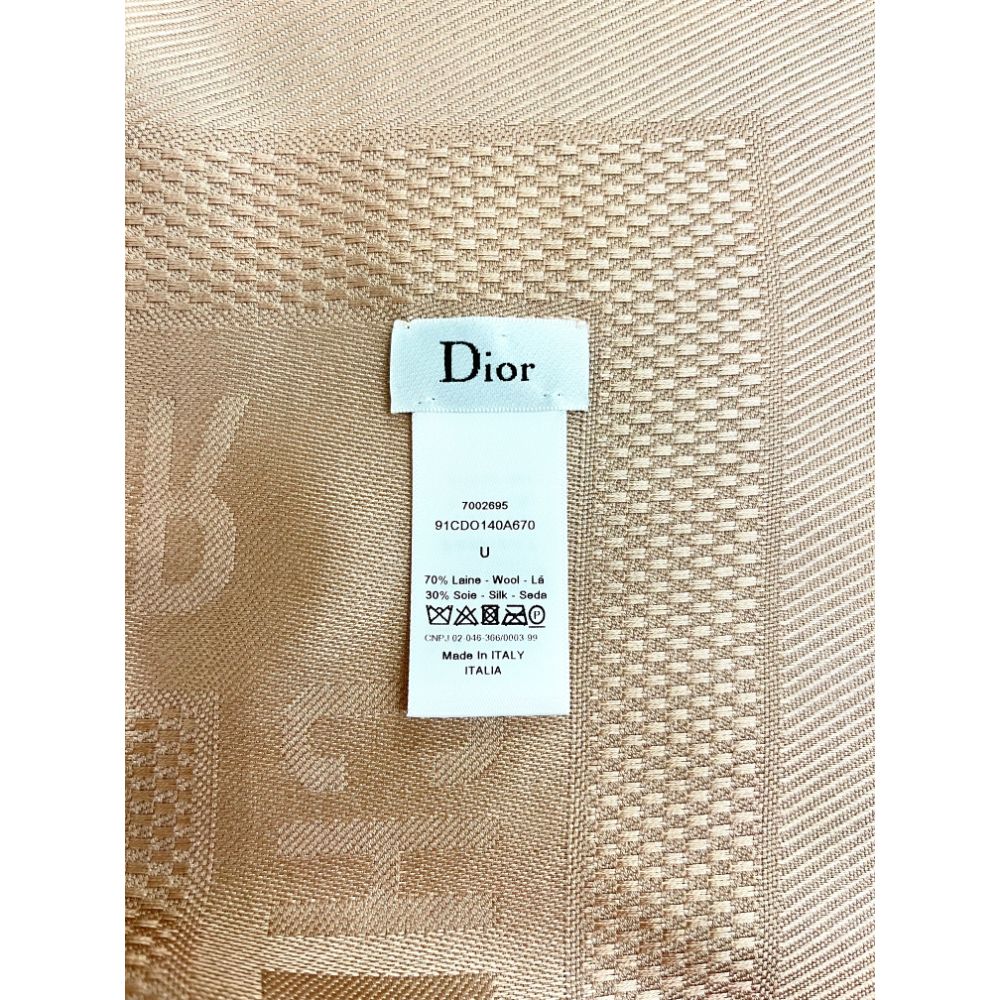 Dior
7002695
91CDO140A670
U
70% Laine - Wool - Lá
30% Soie - Silk - Seda
P
CNPJ 02-046-366/0003-99
Made In ITALY
ITALIA